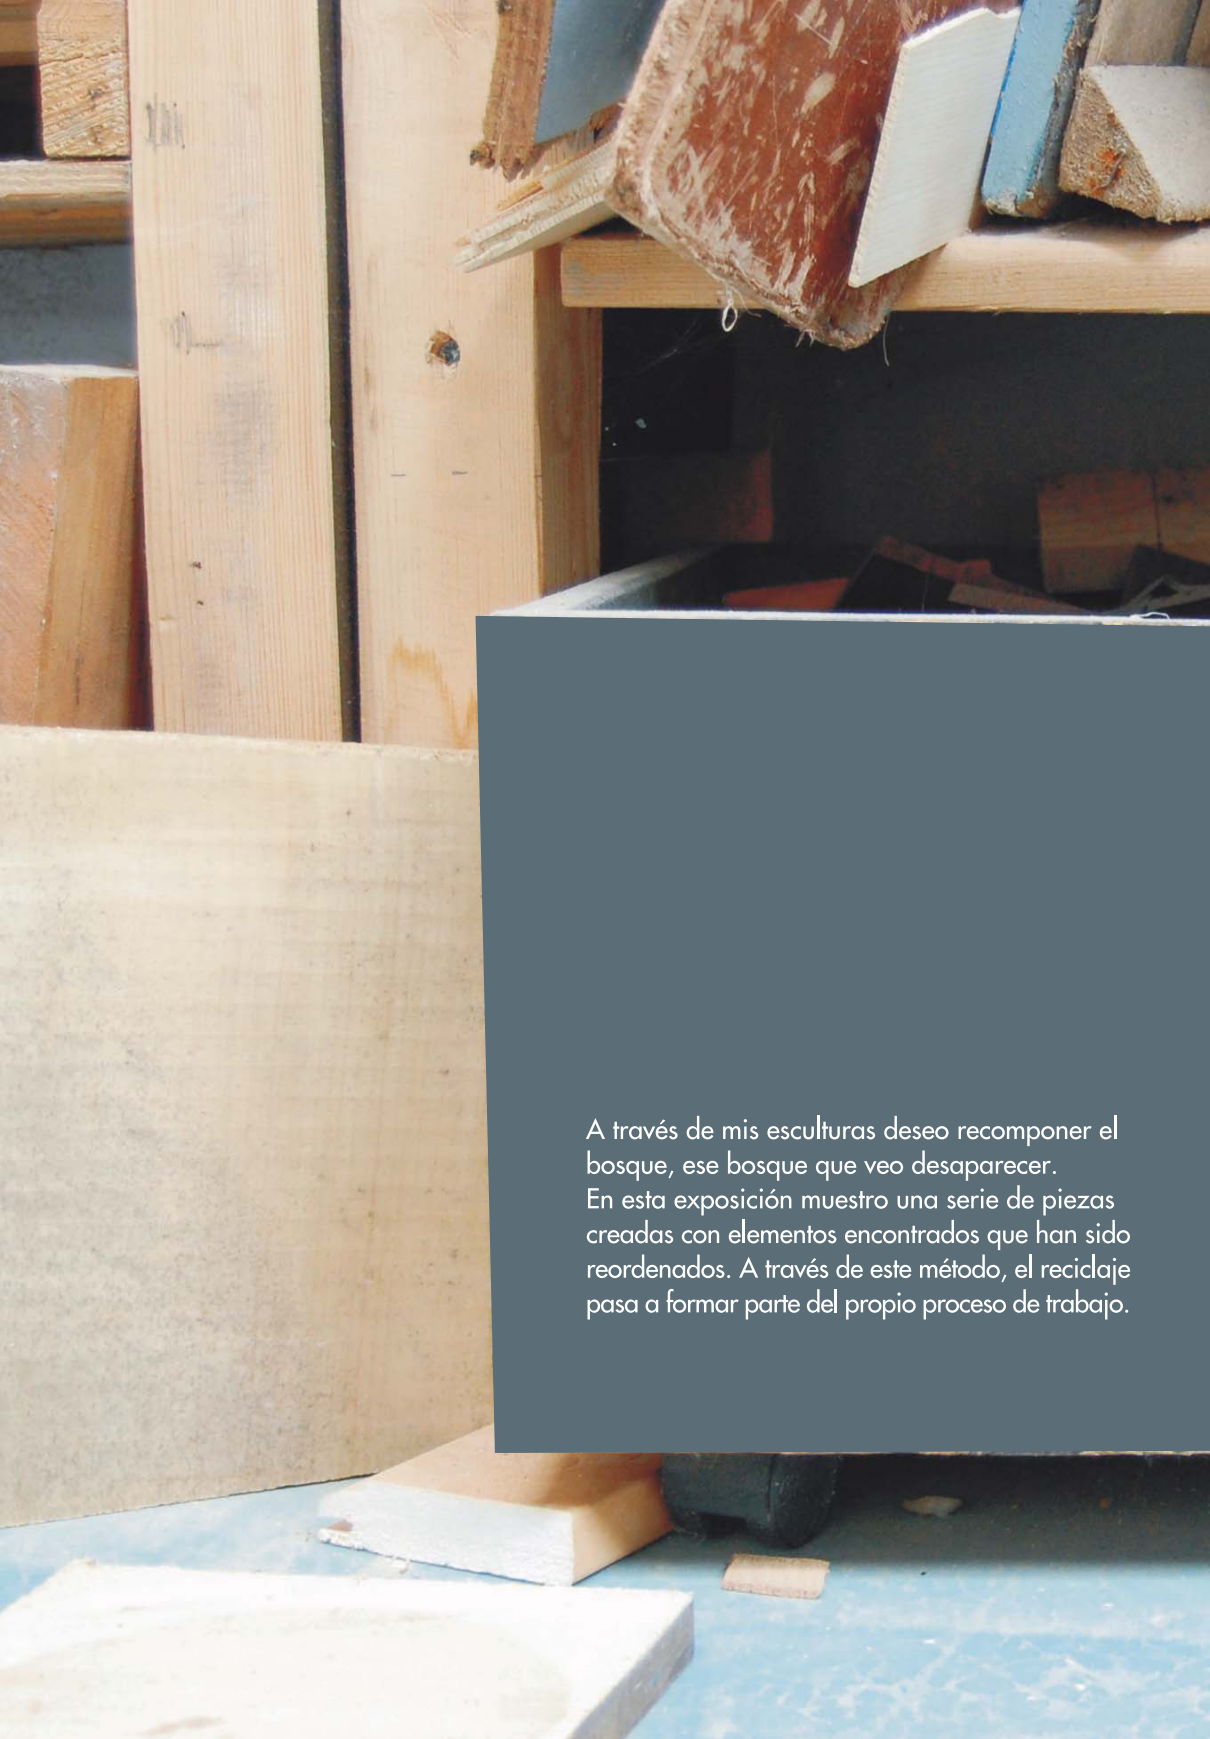 A través de mis esculturas deseo recomponer el
bosque, ese bosque que veo desaparecer.
En esta exposición muestro una serie de piezas
creadas con elementos encontrados que han sido
reordenados. A través de este método, el reciclaje
pasa a formar parte del propio proceso de trabajo.